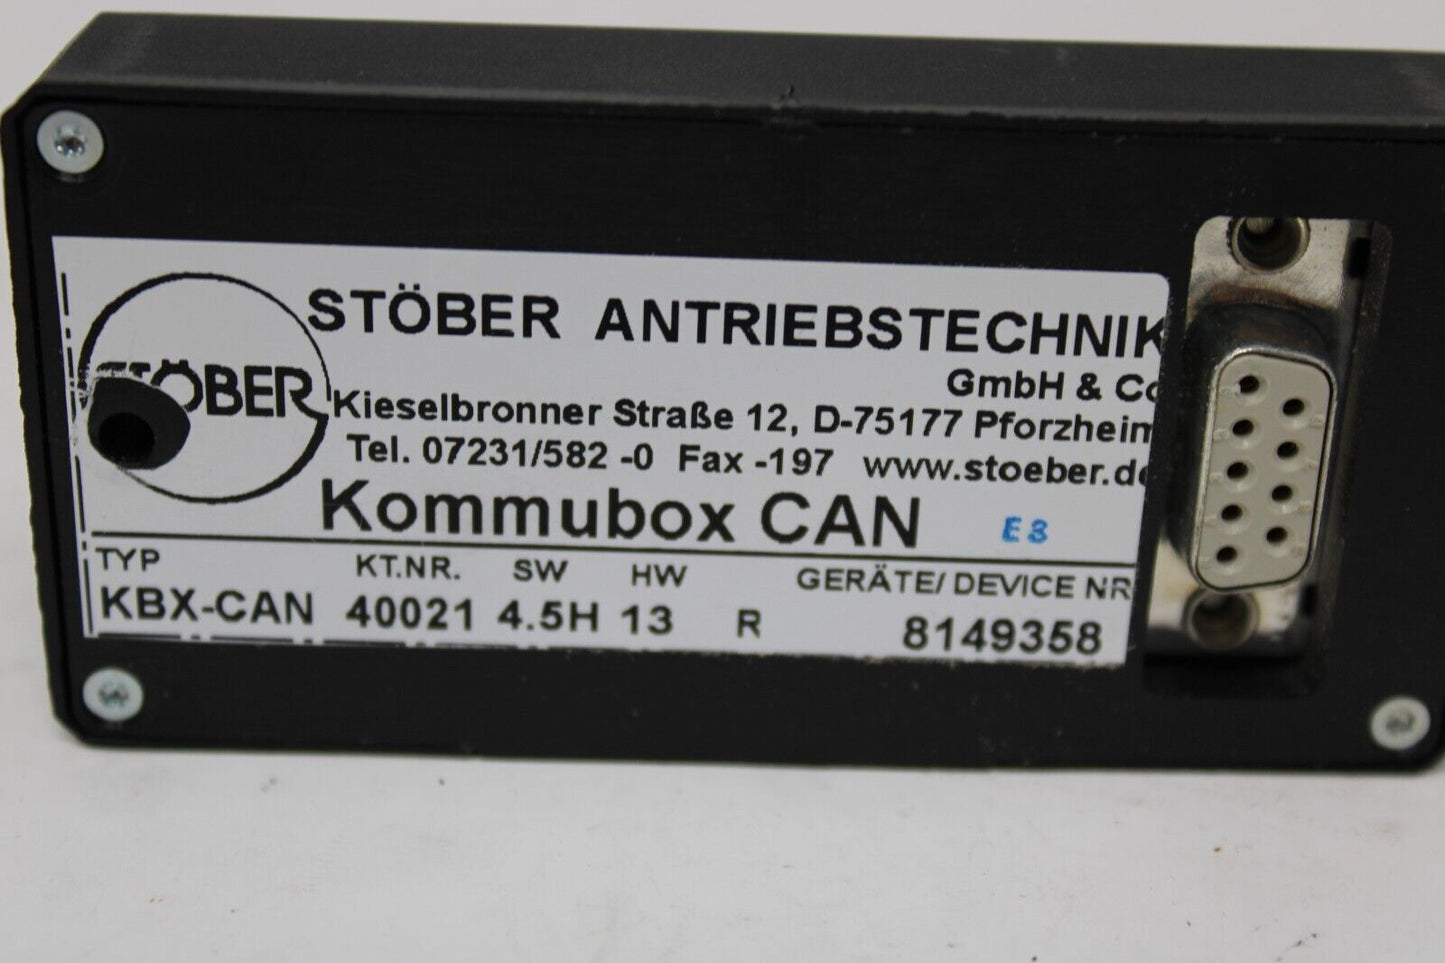 STÖBER ANTRIEBSTECHNIK
GmbH & Co
STÖBER
Kieselbronner Straße 12, D-75177 Pforzheim
Tel. 07231/582 -0 Fax -197 www.stoeber.de
Kommubox CAN E8
TYP KT.NR. SW HW GERÄTE/ DEVICE NR
KBX-CAN 40021 4.5H 13 R 8149358